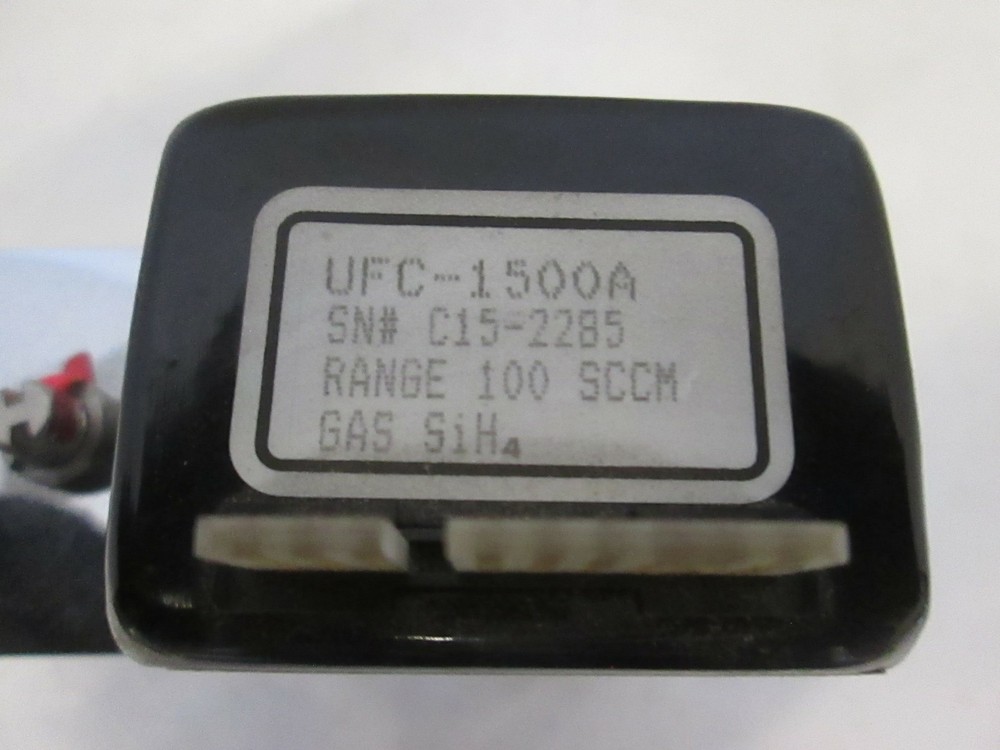 UFC-1500A
SN# C15-2285
RANGE 100 SCCM
GAS SiH₄